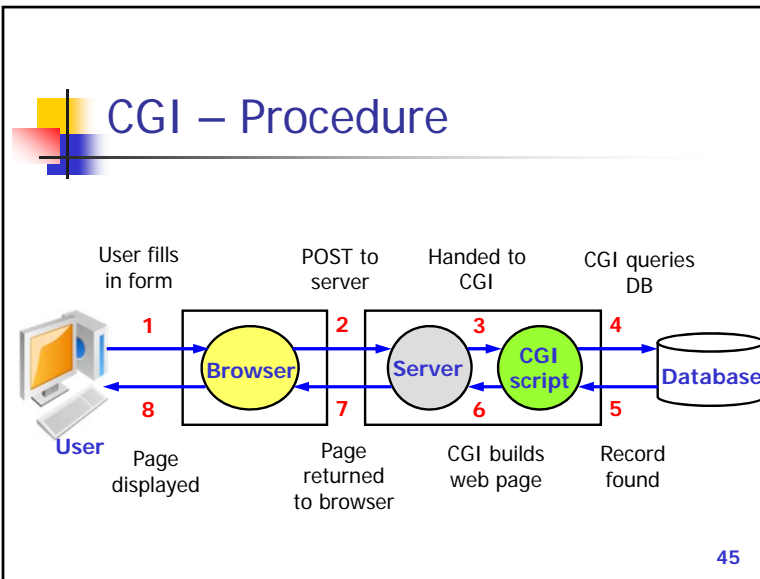 CGI – Procedure
User fills
in form
POST to
server
Handed to
CGI
CGI queries
DB
1
2
3
4
Browser
Server
CGI
script
Database
8
7
6
5
User
Page
displayed
Page
returned
to browser
CGI builds
web page
Record
found
45